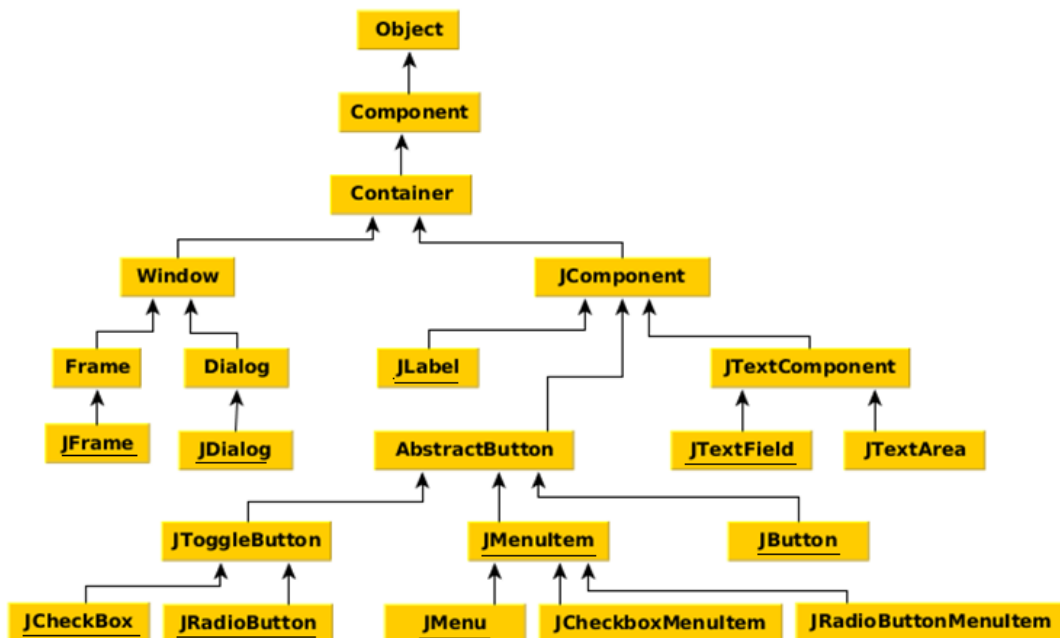 Object
Component
Container
Window
JComponent
Frame
Dialog
JLabel
JTextComponent
JFrame
JDialog
AbstractButton
JTextField
JTextArea
JToggleButton
JMenuItem
JButton
JCheckBox
JRadioButton
JMenu
JCheckboxMenuItem
JRadioButtonMenuItem